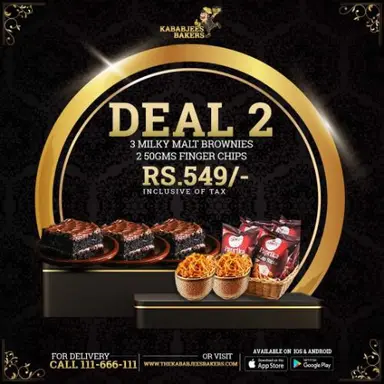 KABABJEES
BAKERS
DEAL 2
3 MILKY MALT BROWNIES
2 50GMS FINGER CHIPS
RS.549/-
INCLUSIVE OF TAX
FOR DELIVERY
CALL 111-666-111
OR VISIT
WWW.THEKABABJEESBAKERS.COM
AVAILABLE ON IOS & ANDROID
App Store
Google Play